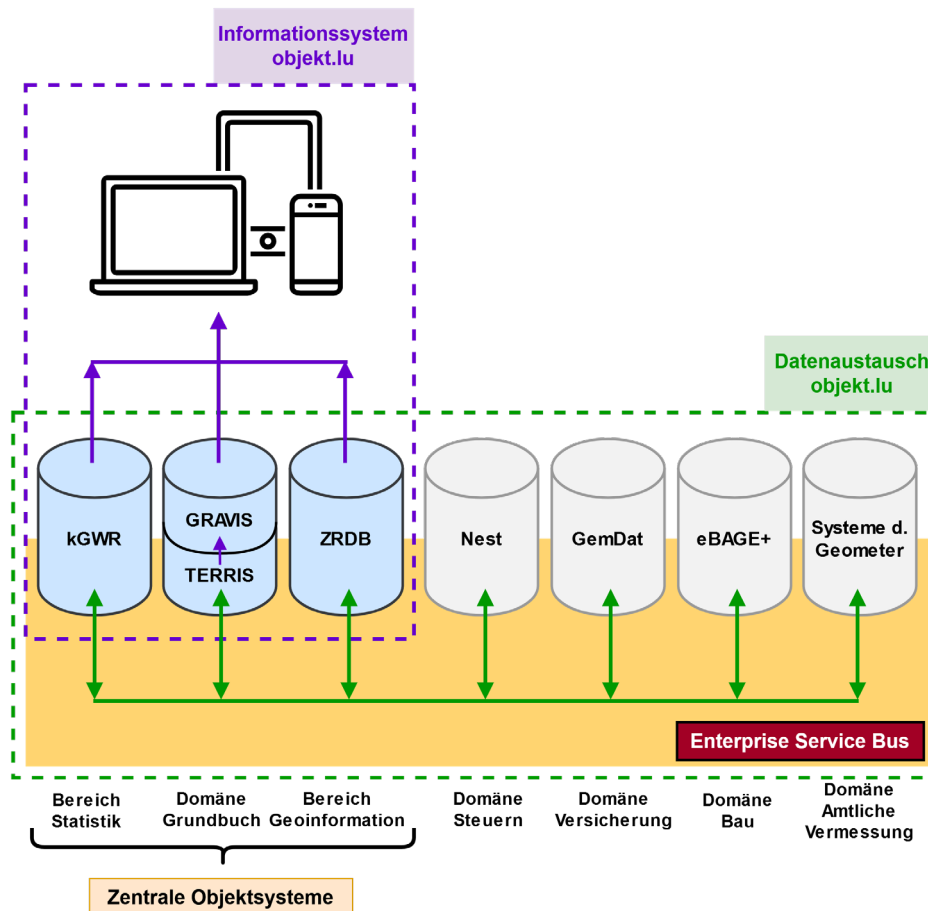 Informationssystem
objekt.lu
Datenaustausch
objekt.lu
kGWR
GRAVIS
TERRIS
ZRDB
Nest
GemDat
eBAGE+
Systeme d.
Geometer
Enterprise Service Bus
Bereich
Statistik
Domäne
Grundbuch
Bereich
Geoinformation
Domäne
Steuern
Domäne
Versicherung
Domäne
Bau
Domäne
Amtliche
Vermessung
Zentrale Objektsysteme